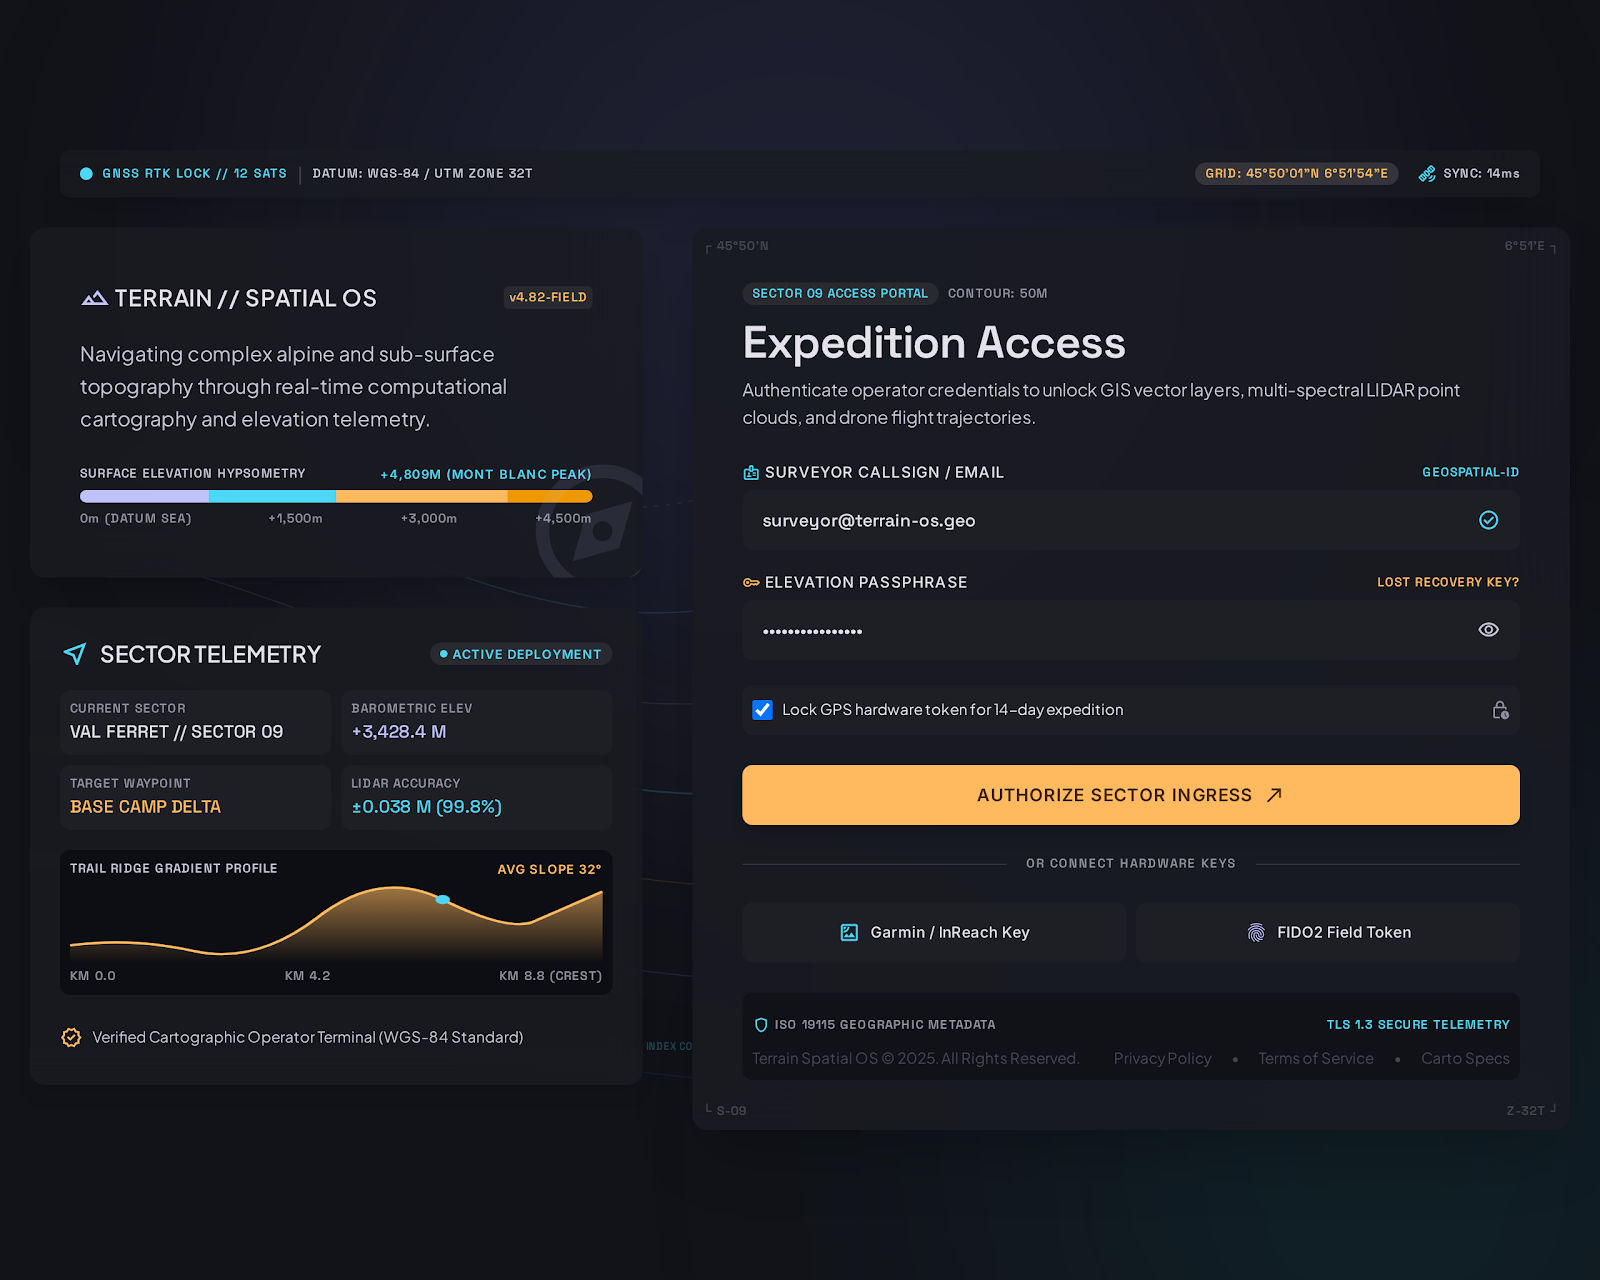 GNSS RTK LOCK // 12 SATS
DATUM: WGS-84 / UTM ZONE 32T
GRID: 45°50'01"N 6°51'54"E
SYNC: 14ms
TERRAIN // SPATIAL OS
v4.82-FIELD
Navigating complex alpine and sub-surface
topography through real-time computational
cartography and elevation telemetry.
SURFACE ELEVATION HYPSOMETRY
+4,809M (MONT BLANC PEAK)
0m (DATUM SEA)
+1,500m
+3,000m
+4,500m
SECTOR TELEMETRY
ACTIVE DEPLOYMENT
CURRENT SECTOR
VAL FERRET // SECTOR 09
BAROMETRIC ELEV
+3,428.4 M
TARGET WAYPOINT
BASE CAMP DELTA
LIDAR ACCURACY
±0.038 M (99.8%)
TRAIL RIDGE GRADIENT PROFILE
AVG SLOPE 32°
KM 0.0
KM 4.2
KM 8.8 (CREST)
Verified Cartographic Operator Terminal (WGS-84 Standard)
INDEX CO
┌ 45°50'N
6°51'E ┐
SECTOR 09 ACCESS PORTAL
CONTOUR: 50M
Expedition Access
Authenticate operator credentials to unlock GIS vector layers, multi-spectral LIDAR point
clouds, and drone flight trajectories.
SURVEYOR CALLSIGN / EMAIL
GEOSPATIAL-ID
surveyor@terrain-os.geo
ELEVATION PASSPHRASE
LOST RECOVERY KEY?
••••••••••••••••
Lock GPS hardware token for 14-day expedition
AUTHORIZE SECTOR INGRESS
OR CONNECT HARDWARE KEYS
Garmin / InReach Key
FIDO2 Field Token
ISO 19115 GEOGRAPHIC METADATA
TLS 1.3 SECURE TELEMETRY
Terrain Spatial OS © 2025. All Rights Reserved.
Privacy Policy • Terms of Service • Carto Specs
└ S-09
Z-32T ┘